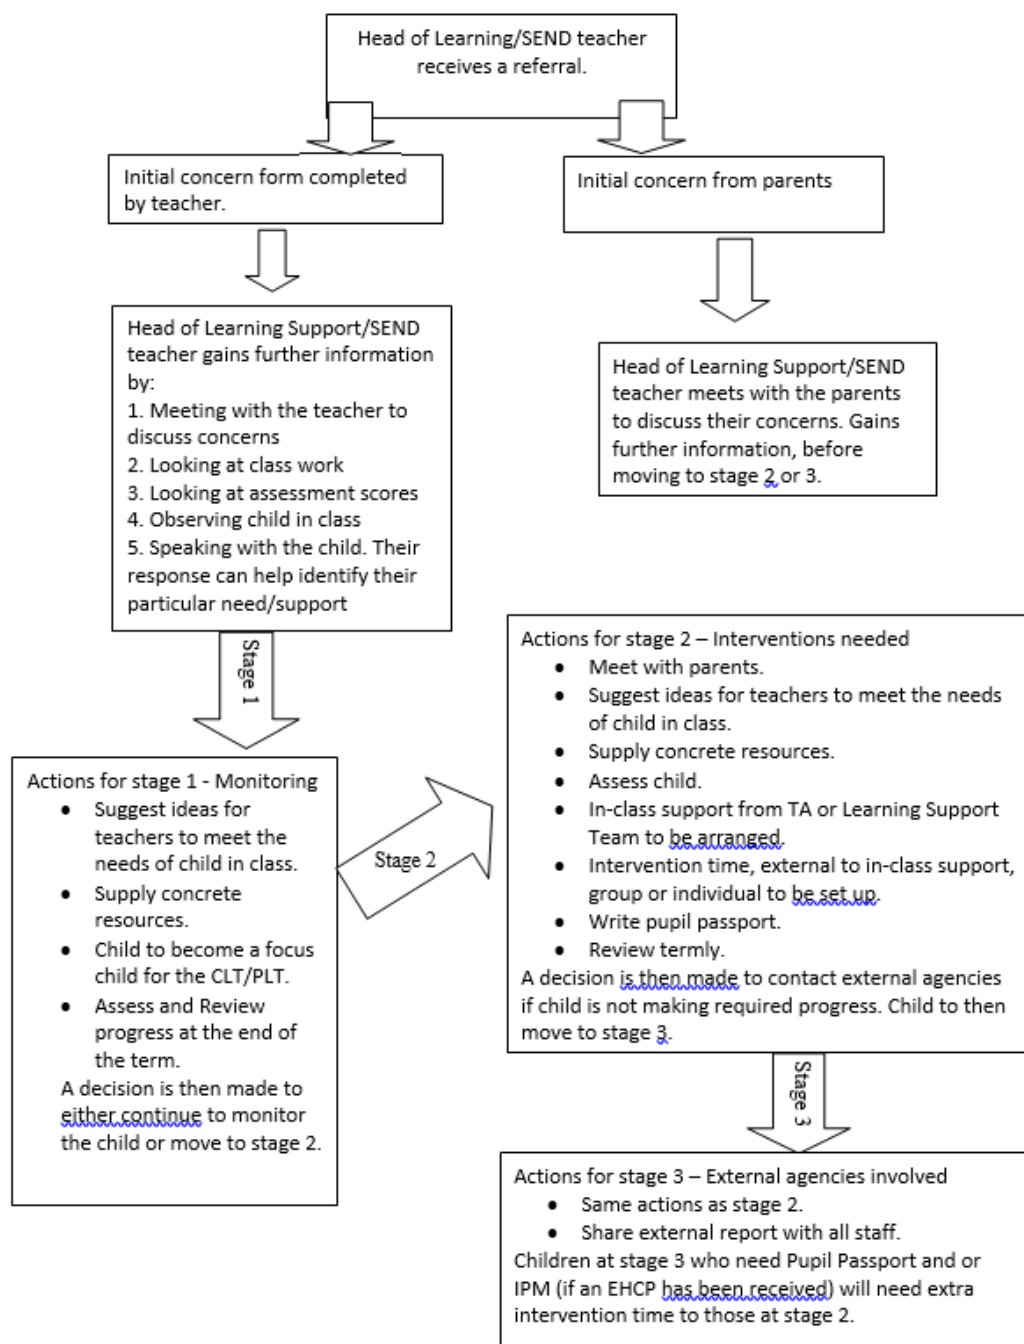 Head of Learning/SEND teacher
receives a referral.
Initial concern form completed
by teacher.
Initial concern from parents
Head of Learning Support/SEND
teacher gains further information
by:
1. Meeting with the teacher to
discuss concerns
2. Looking at class work
3. Looking at assessment scores
4. Observing child in class
5. Speaking with the child. Their
response can help identify their
particular need/support
Head of Learning Support/SEND
teacher meets with the parents
to discuss their concerns. Gains
further information, before
moving to stage 2 or 3.
Stage 1
Actions for stage 1 - Monitoring
• Suggest ideas for
teachers to meet the
needs of child in class.
• Supply concrete
resources.
• Child to become a focus
child for the CLT/PLT.
• Assess and Review
progress at the end of
the term.
A decision is then made to
either continue to monitor
the child or move to stage 2.
Stage 2
Actions for stage 2 – Interventions needed
• Meet with parents.
• Suggest ideas for teachers to meet the needs
of child in class.
• Supply concrete resources.
• Assess child.
• In-class support from TA or Learning Support
Team to be arranged.
• Intervention time, external to in-class support,
group or individual to be set up.
• Write pupil passport.
• Review termly.
A decision is then made to contact external agencies
if child is not making required progress. Child to then
move to stage 3.
Stage 3
Actions for stage 3 – External agencies involved
• Same actions as stage 2.
• Share external report with all staff.
Children at stage 3 who need Pupil Passport and or
IPM (if an EHCP has been received) will need extra
intervention time to those at stage 2.